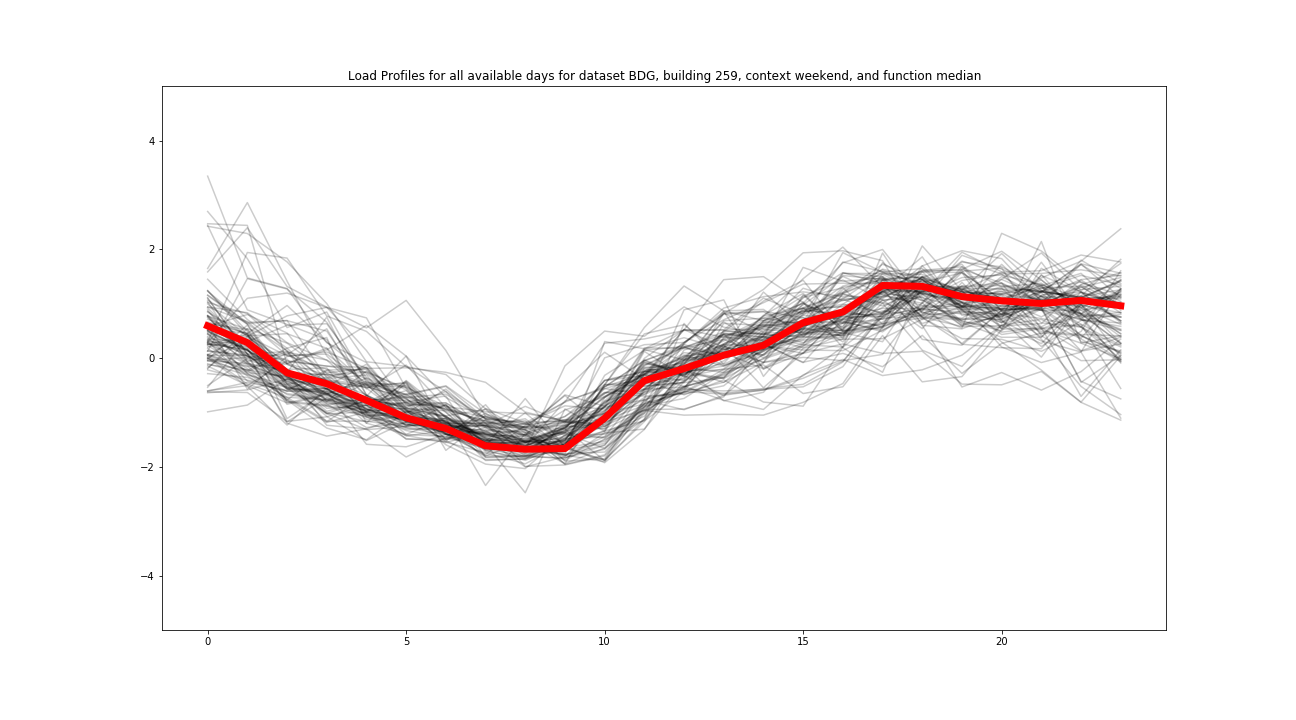 Load Profiles for all available days for dataset BDG, building 259, context weekend, and function median
4
2
0
−2
−4
0 5 10 15 20